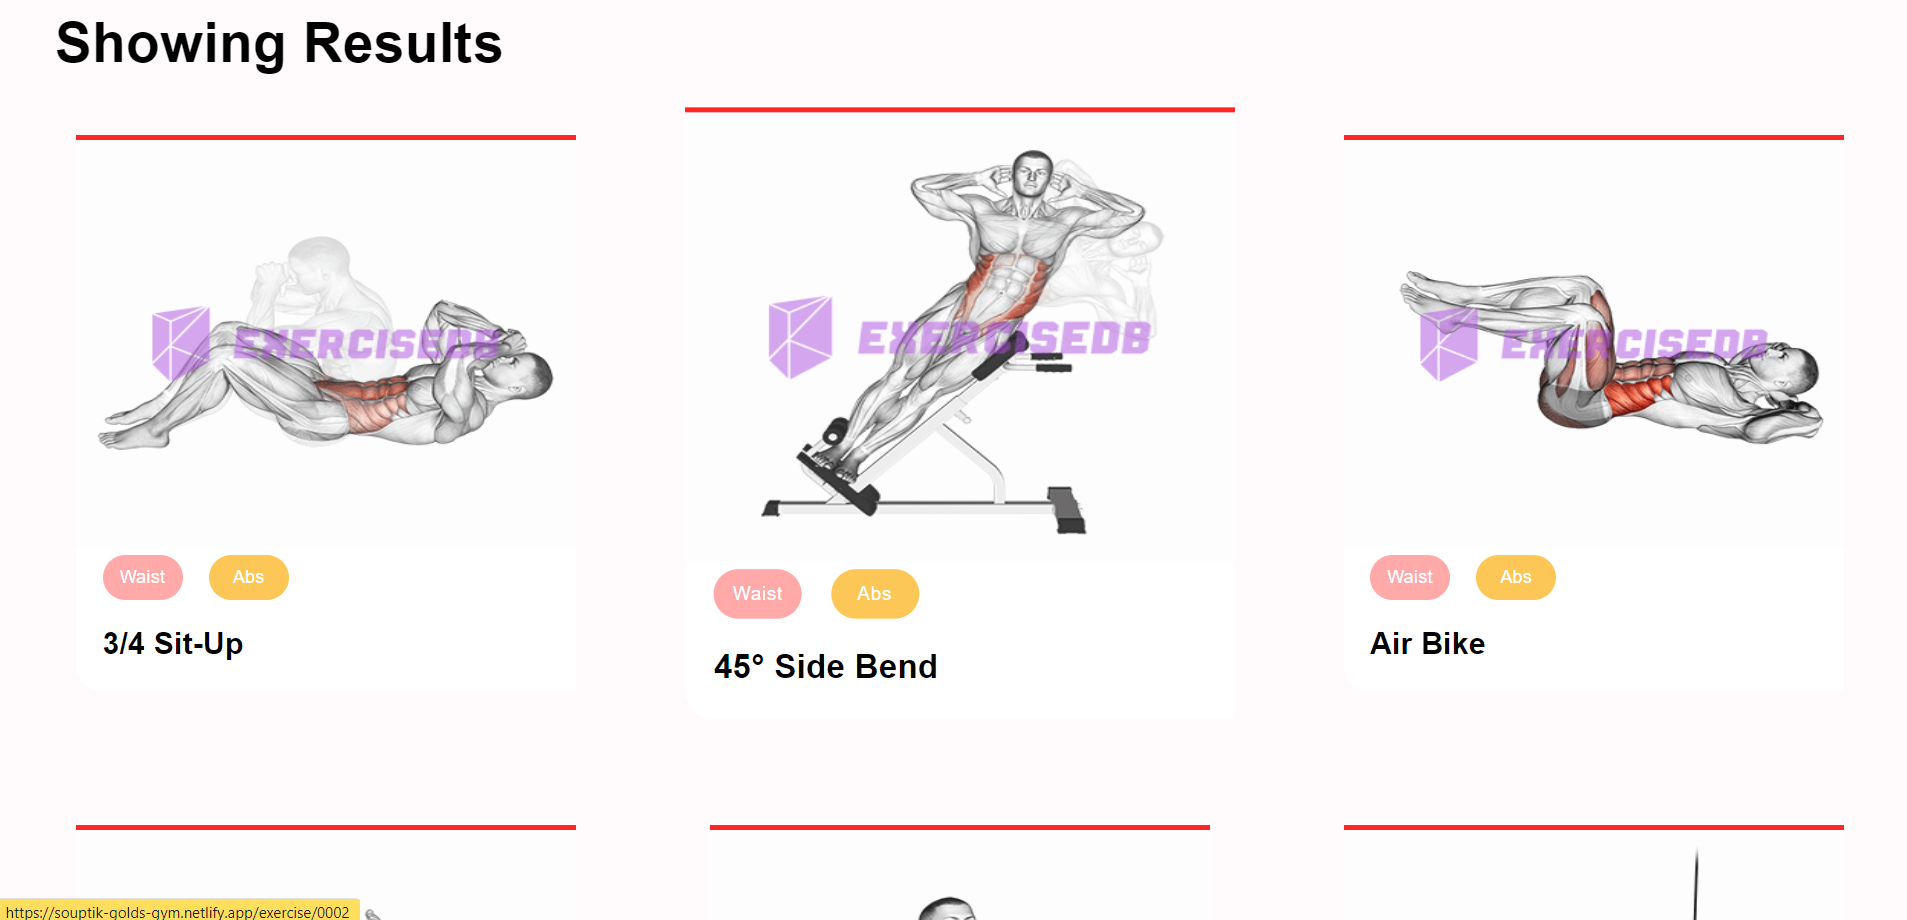 Showing Results
EXERCISEDB
EXERCISEDB
EXERCISEDB
Waist
Abs
3/4 Sit-Up
Waist
Abs
45° Side Bend
Waist
Abs
Air Bike
https://souptik-golds-gym.netlify.app/exercise/0002